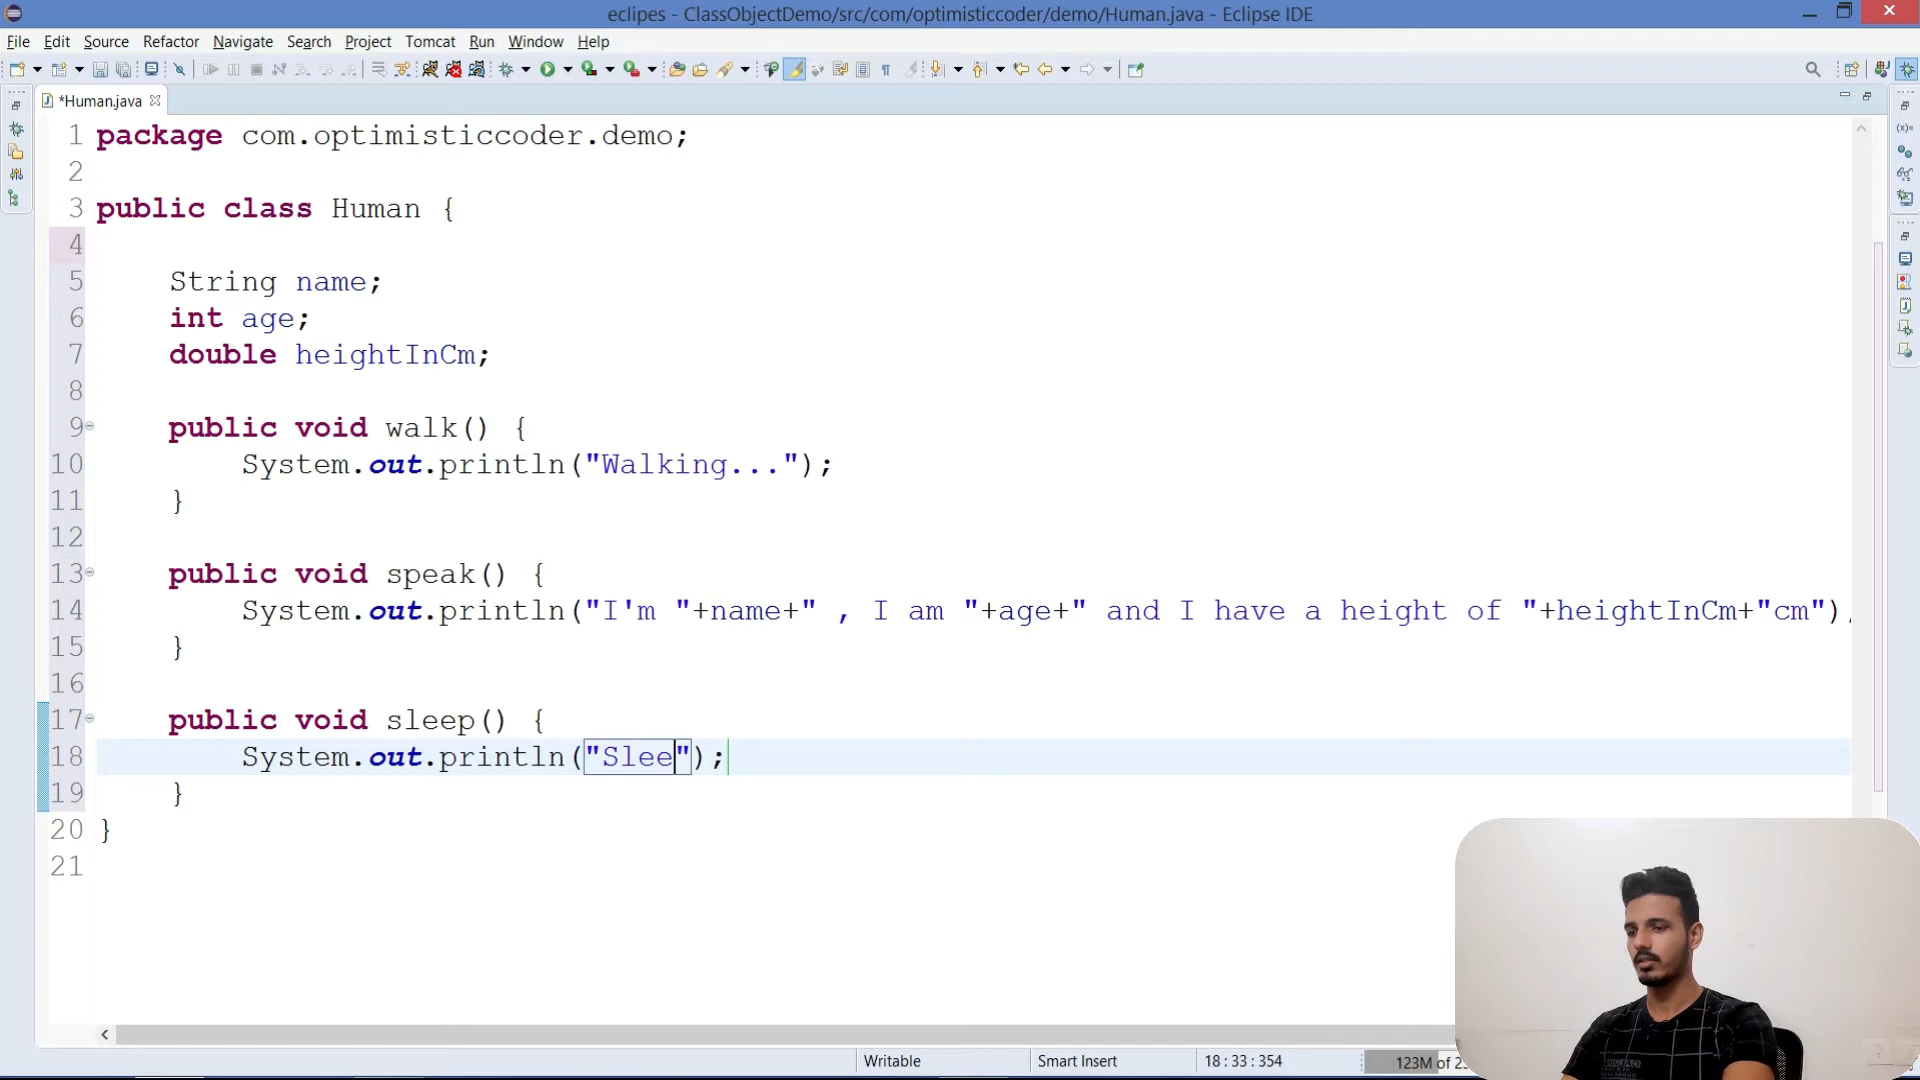 eclipes - ClassObjectDemo/src/com/optimisticcoder/demo/Human.java - Eclipse IDE
File Edit Source Refactor Navigate Search Project Tomcat Run Window Help
*Human.java
1 package com.optimisticcoder.demo;
2
3 public class Human {
4
5 String name;
6 int age;
7 double heightInCm;
8
9 public void walk() {
10 System.out.println("Walking...");
11 }
12
13 public void speak() {
14 System.out.println("I'm "+name+" , I am "+age+" and I have a height of "+heightInCm+"cm")
15 }
16
17 public void sleep() {
18 System.out.println("Slee");
19 }
20 }
21
Writable Smart Insert 18 : 33 : 354 123M of